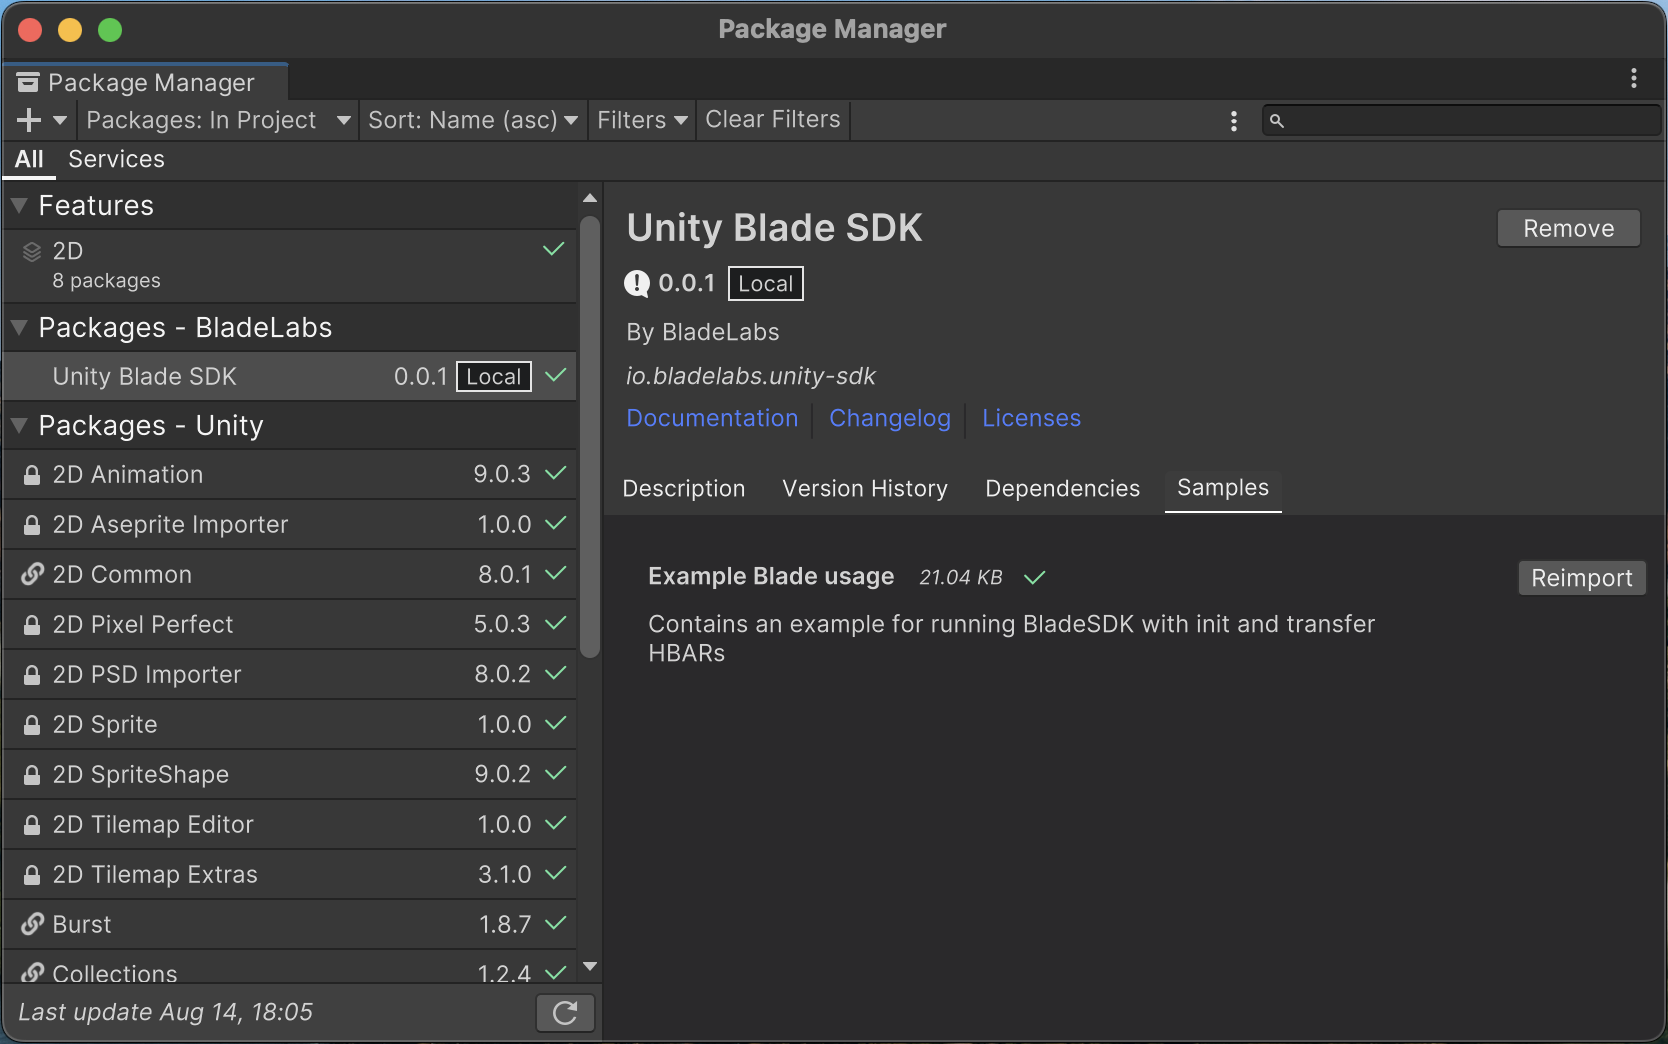 Package Manager
Package Manager
Packages: In Project Sort: Name (asc) Filters Clear Filters
All Services
Features
2D
8 packages
Packages - BladeLabs
Unity Blade SDK 0.0.1 Local
Packages - Unity
2D Animation 9.0.3
2D Aseprite Importer 1.0.0
2D Common 8.0.1
2D Pixel Perfect 5.0.3
2D PSD Importer 8.0.2
2D Sprite 1.0.0
2D SpriteShape 9.0.2
2D Tilemap Editor 1.0.0
2D Tilemap Extras 3.1.0
Burst 1.8.7
Collections 1.2.4
Last update Aug 14, 18:05
Unity Blade SDK Remove
0.0.1 Local
By BladeLabs
io.bladelabs.unity-sdk
Documentation Changelog Licenses
Description Version History Dependencies Samples
Example Blade usage 21.04 KB Reimport
Contains an example for running BladeSDK with init and transfer
HBARs